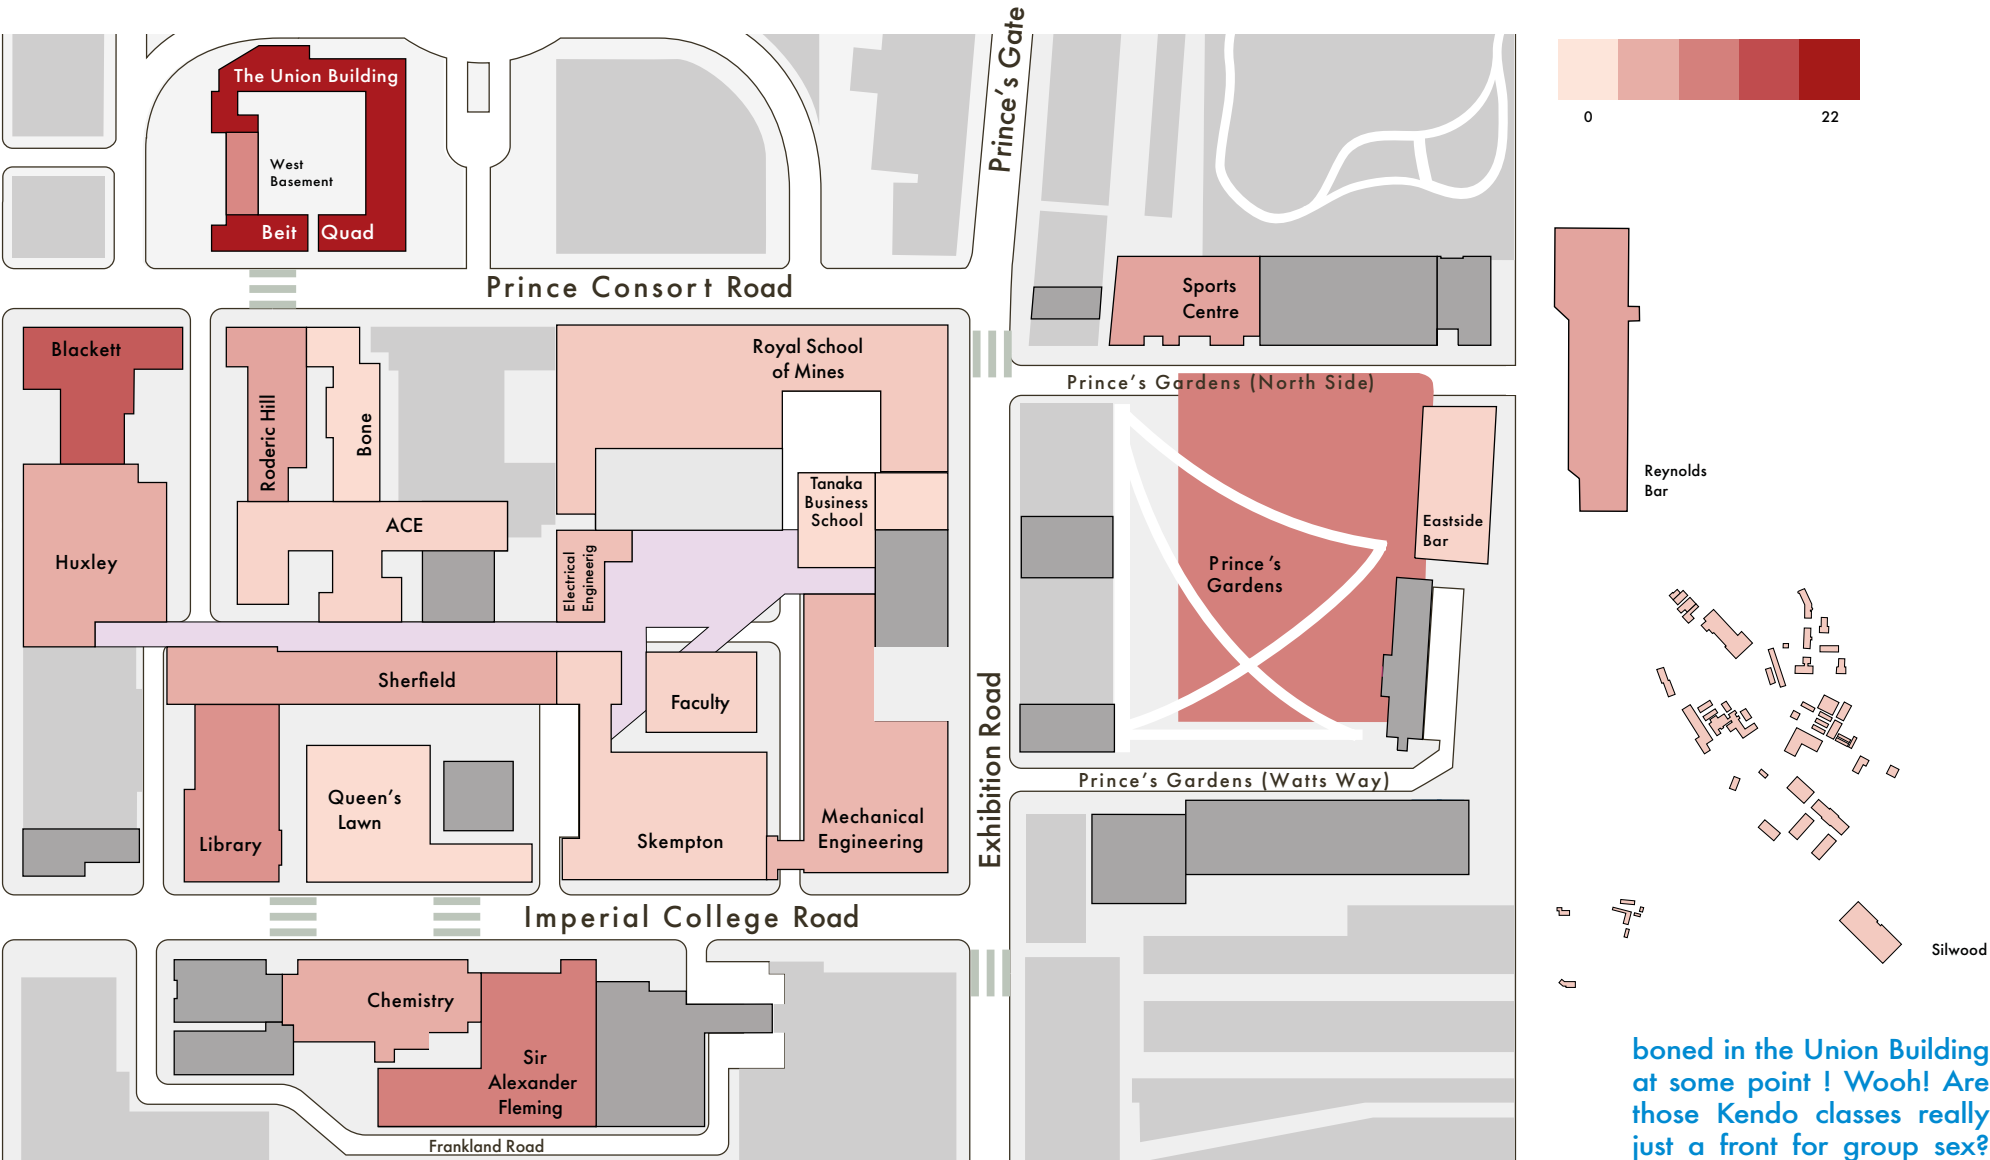 Prince's Gate
The Union Building
West
Basement
Beit Quad
0
22
Prince Consort Road
Sports
Centre
Blackett
Roderic Hill
Bone
Royal School
of Mines
Prince's Gardens (North Side)
Reynolds
Bar
Tanaka
Business
School
ACE
Eastside
Bar
Huxley
Electrical
Engineerig
Prince's
Gardens
Sherfield
Faculty
Exhibition Road
Prince's Gardens (Watts Way)
Queen's
Lawn
Library
Skempton
Mechanical
Engineering
Imperial College Road
Silwood
Chemistry
Sir
Alexander
Fleming
Frankland Road
boned in the Union Building
at some point ! Wooh! Are
those Kendo classes really
just a front for group sex?